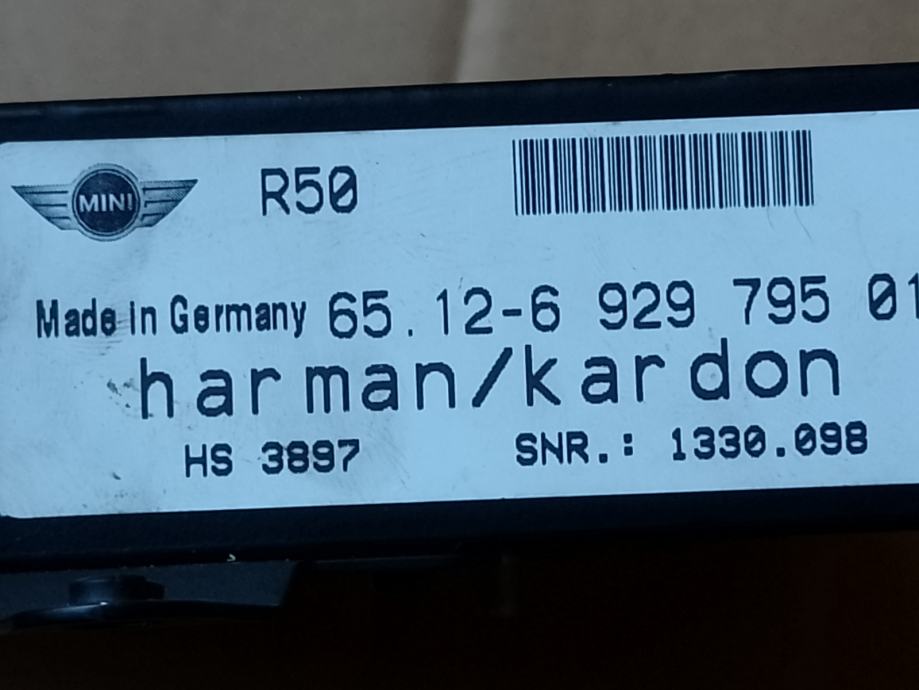 MINI R50
Made in Germany 65.12-6 929 795 01
harman/kardon
HS 3897 SNR.: 1330.098